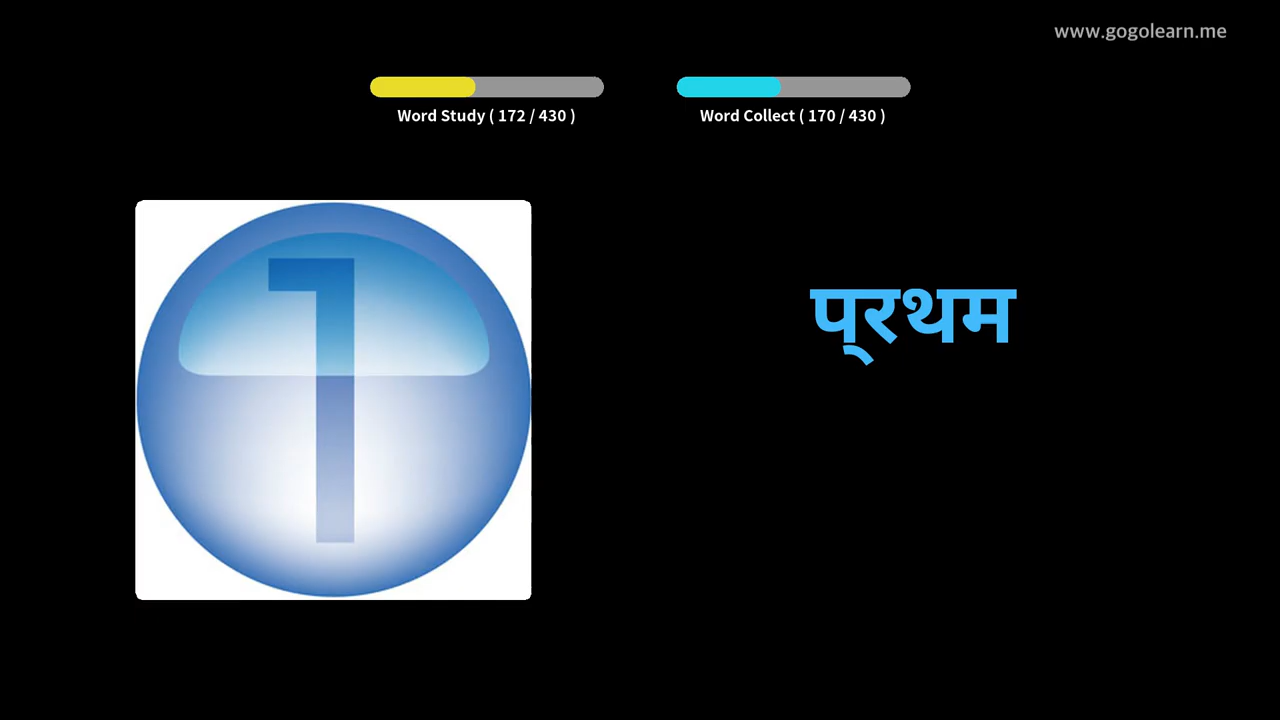 www.gogolearn.me
Word Study ( 172 / 430 )
Word Collect ( 170 / 430 )
1
प्रथम